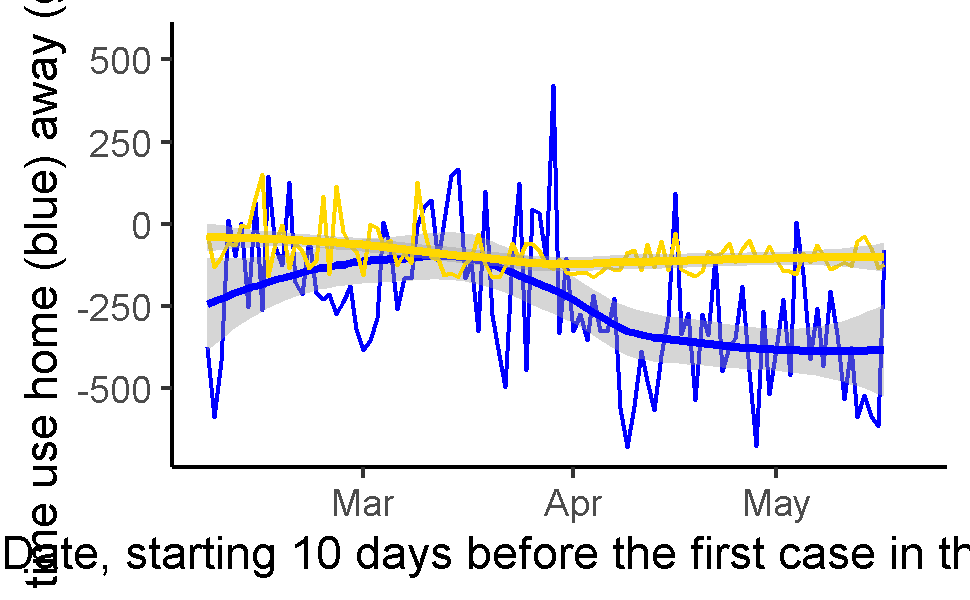 time use home (blue) away (
500
250
0
-250
-500
Mar Apr May
Date, starting 10 days before the first case in th